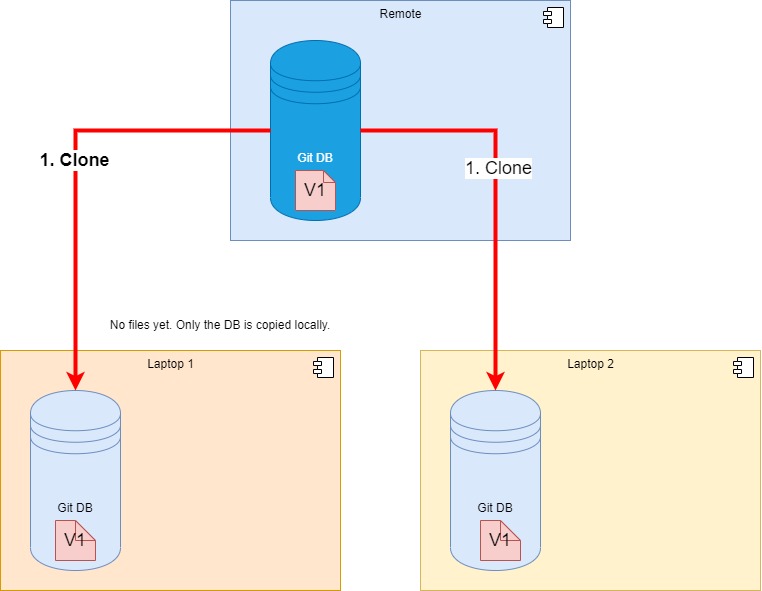 Remote
Git DB
V1
1. Clone
1. Clone
No files yet. Only the DB is copied locally.
Laptop 1
Laptop 2
Git DB
V1
Git DB
V1